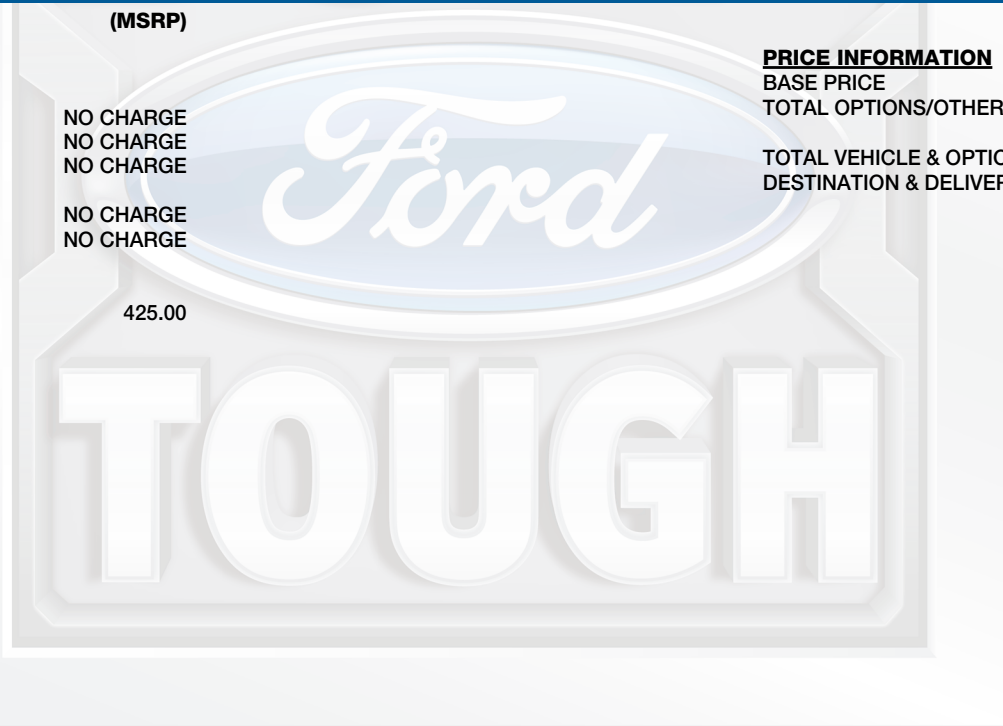 (MSRP)
NO CHARGE
NO CHARGE
NO CHARGE
NO CHARGE
NO CHARGE
425.00
PRICE INFORMATION
BASE PRICE
TOTAL OPTIONS/OTHER
TOTAL VEHICLE & OPTIO
DESTINATION & DELIVER
Ford
TOUGH